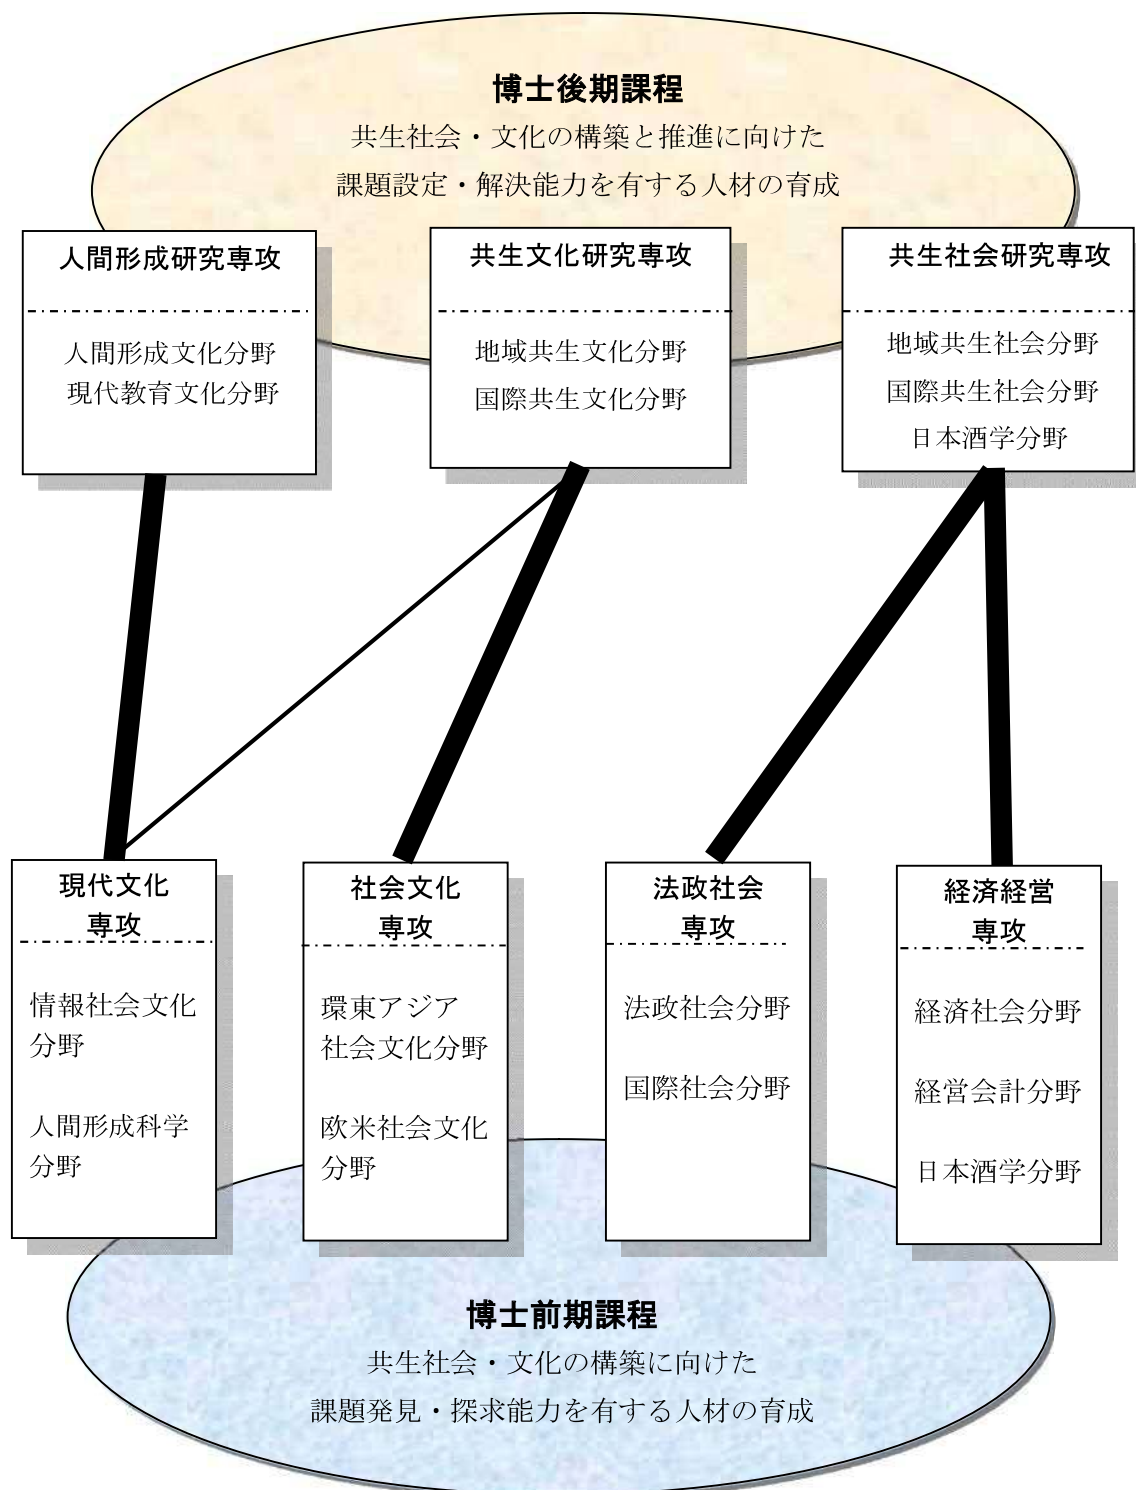 博士後期課程
共生社会・文化の構築と推進に向けた
課題設定・解決能力を有する人材の育成
人間形成研究専攻
人間形成文化分野
現代教育文化分野
共生文化研究専攻
地域共生文化分野
国際共生文化分野
共生社会研究専攻
地域共生社会分野
国際共生社会分野
日本酒学分野
現代文化
専攻
情報社会文化
分野
人間形成科学
分野
社会文化
専攻
環東アジア
社会文化分野
欧米社会文化
分野
法政社会
専攻
法政社会分野
国際社会分野
経済経営
専攻
経済社会分野
経営会計分野
日本酒学分野
博士前期課程
共生社会・文化の構築に向けた
課題発見・探求能力を有する人材の育成